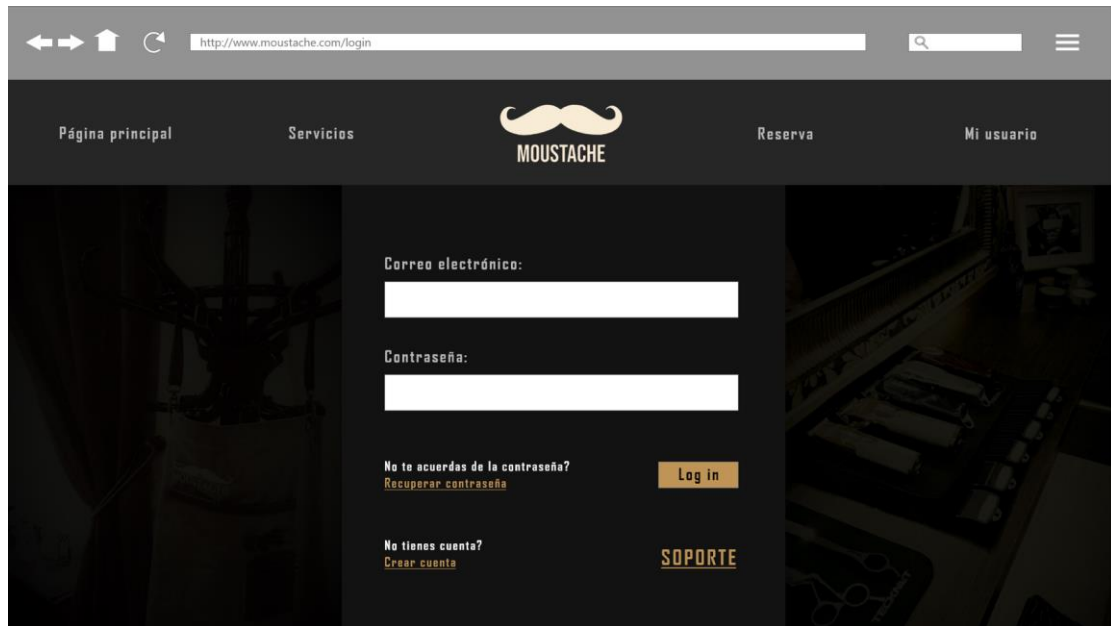 http://www.moustache.com/login
Página principal
Servicios
MOUSTACHE
Reserva
Mi usuario
Correo electrónico:
Contraseña:
No te acuerdas de la contraseña?
Recuperar contraseña
Log in
No tienes cuenta?
Crear cuenta
SOPORTE